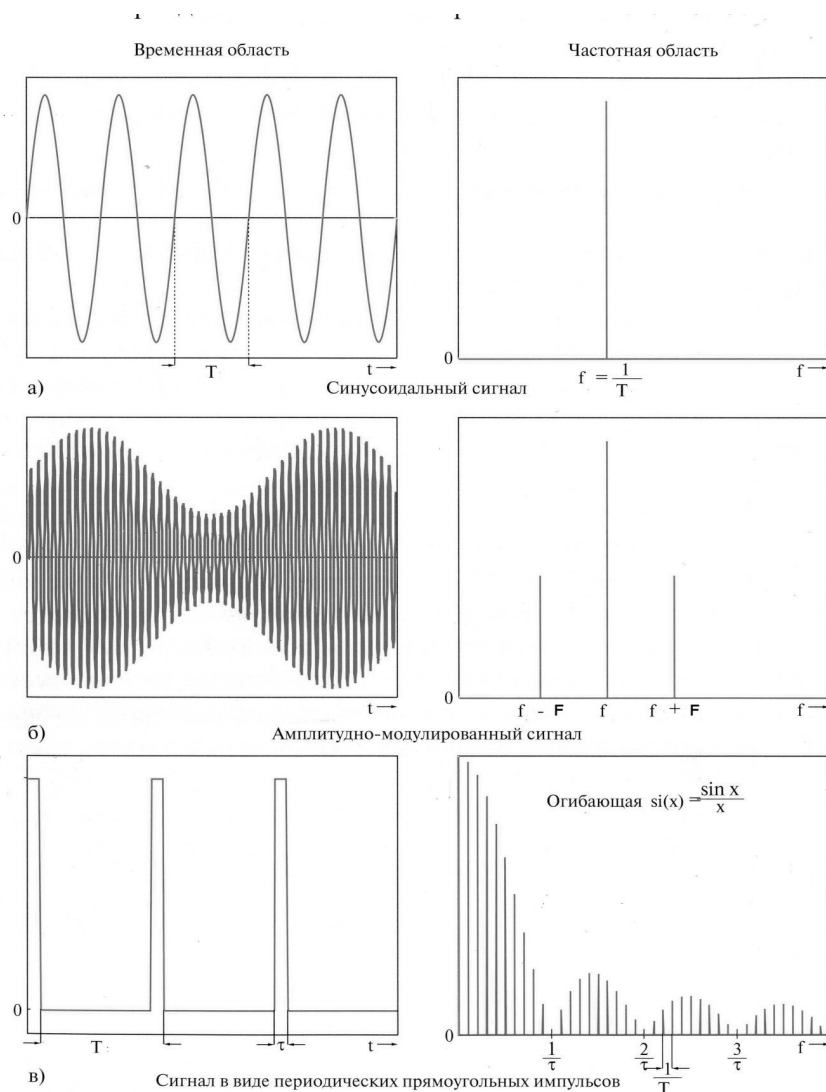 Временная область
Частотная область
0
T
t
0
f = 1/T
f
а)
Синусоидальный сигнал
0
t
0
f - F
f
f + F
f
б)
Амплитудно-модулированный сигнал
0
T
τ
t
Огибающая si(x) = sin x/x
0
1/τ
2/τ
3/τ
f
1/T
в)
Сигнал в виде периодических прямоугольных импульсов